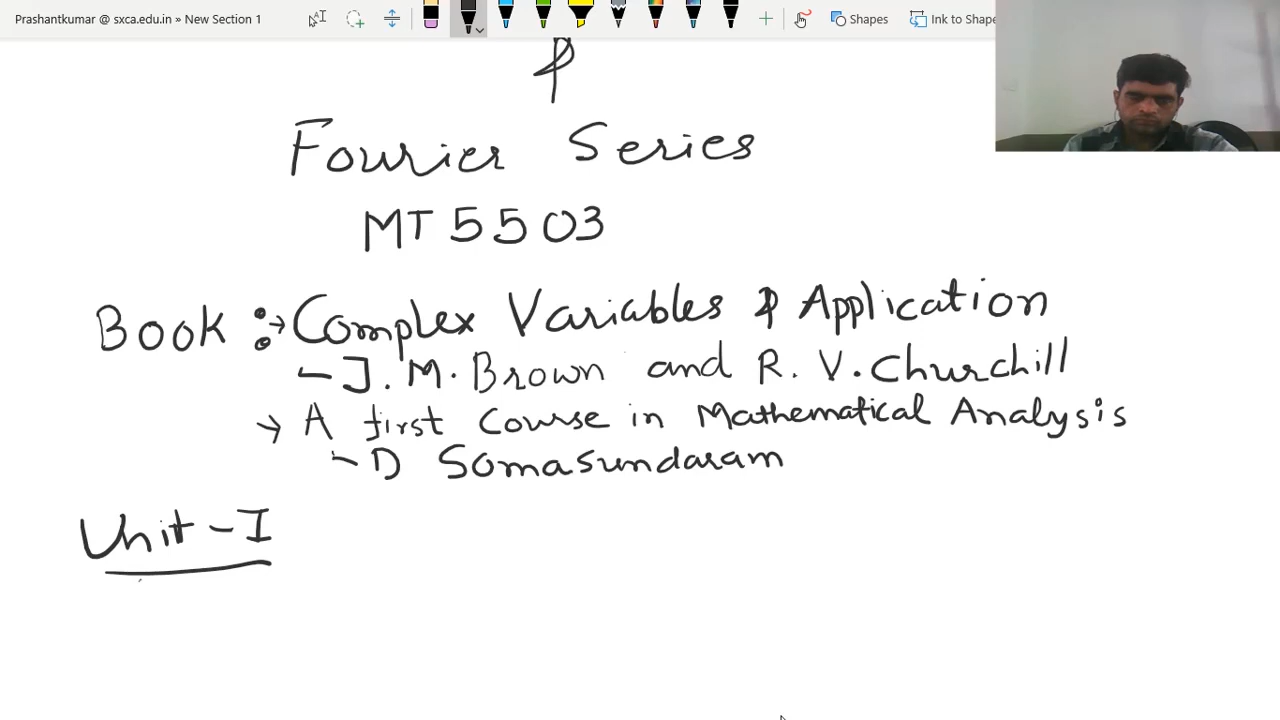 Prashantkumar @ sxca.edu.in » New Section 1
Shapes
Ink to Shape
&
Fourier Series
MT 5503
Book :→ Complex Variables & Application
- J. M. Brown and R. V. Churchill
→ A first Course in Mathematical Analysis
- D Somasundaram
Unit - I